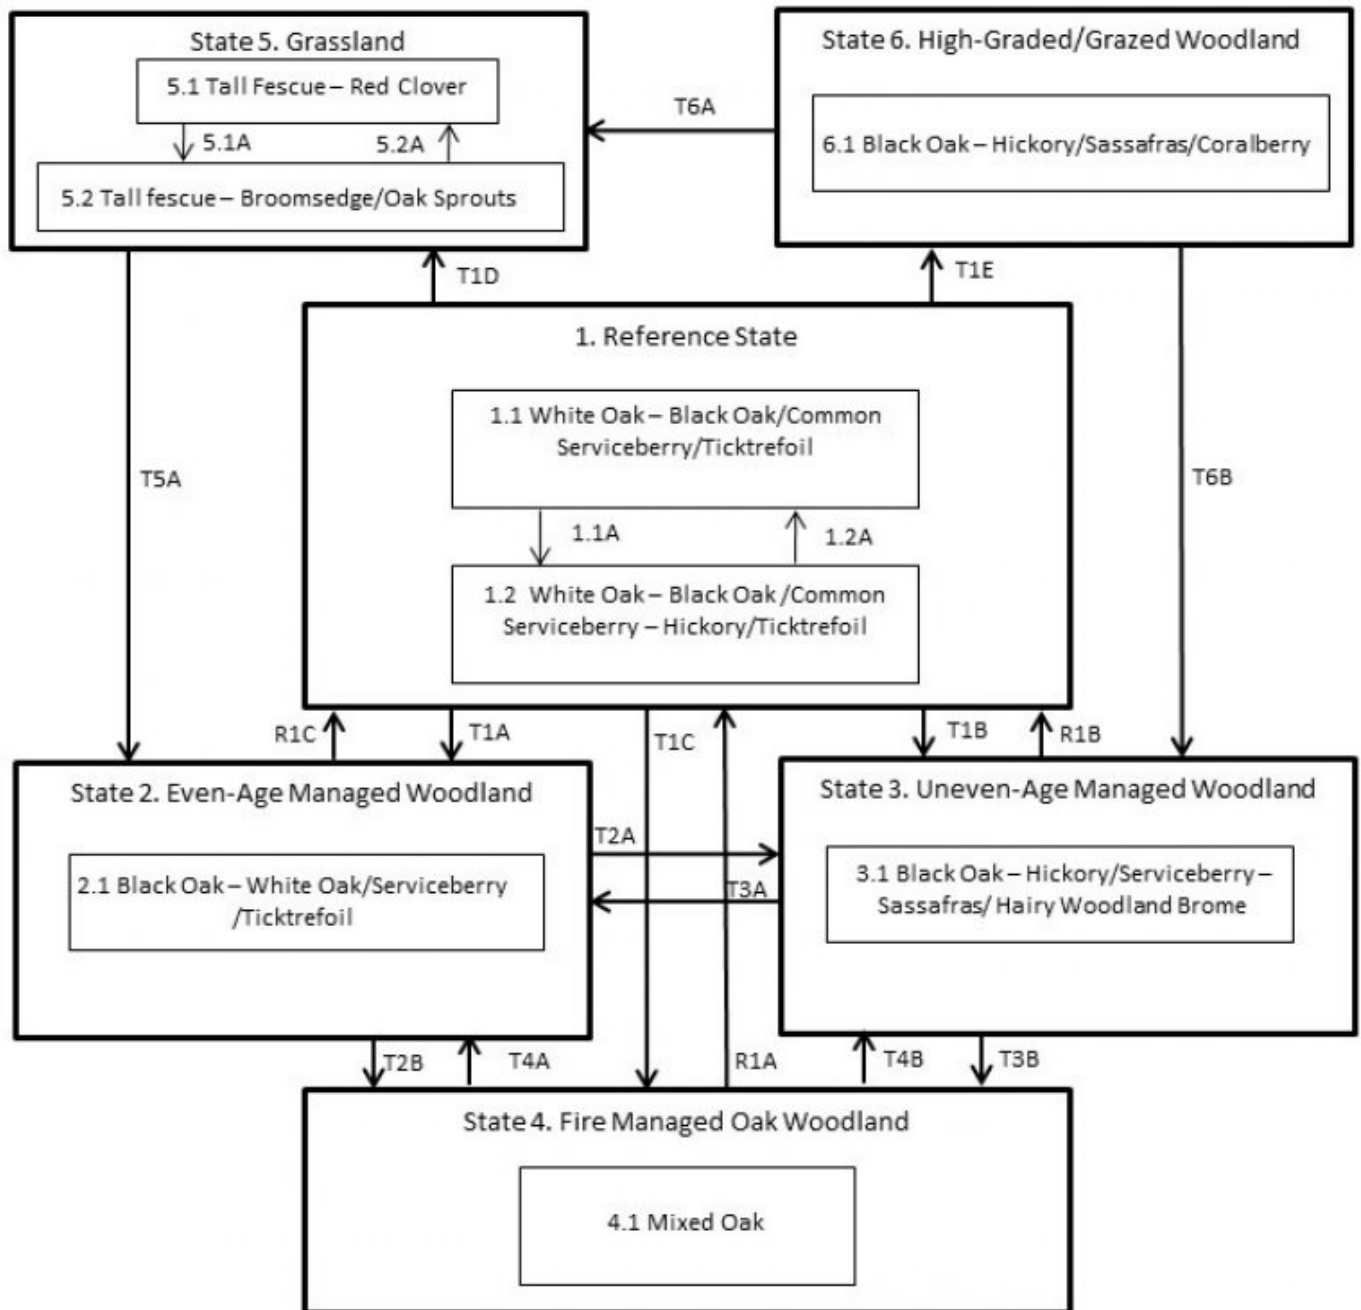 State 5. Grassland
5.1 Tall Fescue – Red Clover
5.1A
5.2A
5.2 Tall fescue – Broomsedge/Oak Sprouts
T6A
State 6. High-Graded/Grazed Woodland
6.1 Black Oak – Hickory/Sassafras/Coralberry
T1D
T1E
1. Reference State
1.1 White Oak – Black Oak/Common
Serviceberry/Ticktrefoil
1.1A
1.2A
1.2 White Oak – Black Oak /Common
Serviceberry – Hickory/Ticktrefoil
T5A
T6B
R1C
T1A
T1C
T1B
R1B
State 2. Even-Age Managed Woodland
2.1 Black Oak – White Oak/Serviceberry
/Ticktrefoil
T2A
T3A
State 3. Uneven-Age Managed Woodland
3.1 Black Oak – Hickory/Serviceberry –
Sassafras/ Hairy Woodland Brome
T2B
T4A
R1A
T4B
T3B
State 4. Fire Managed Oak Woodland
4.1 Mixed Oak